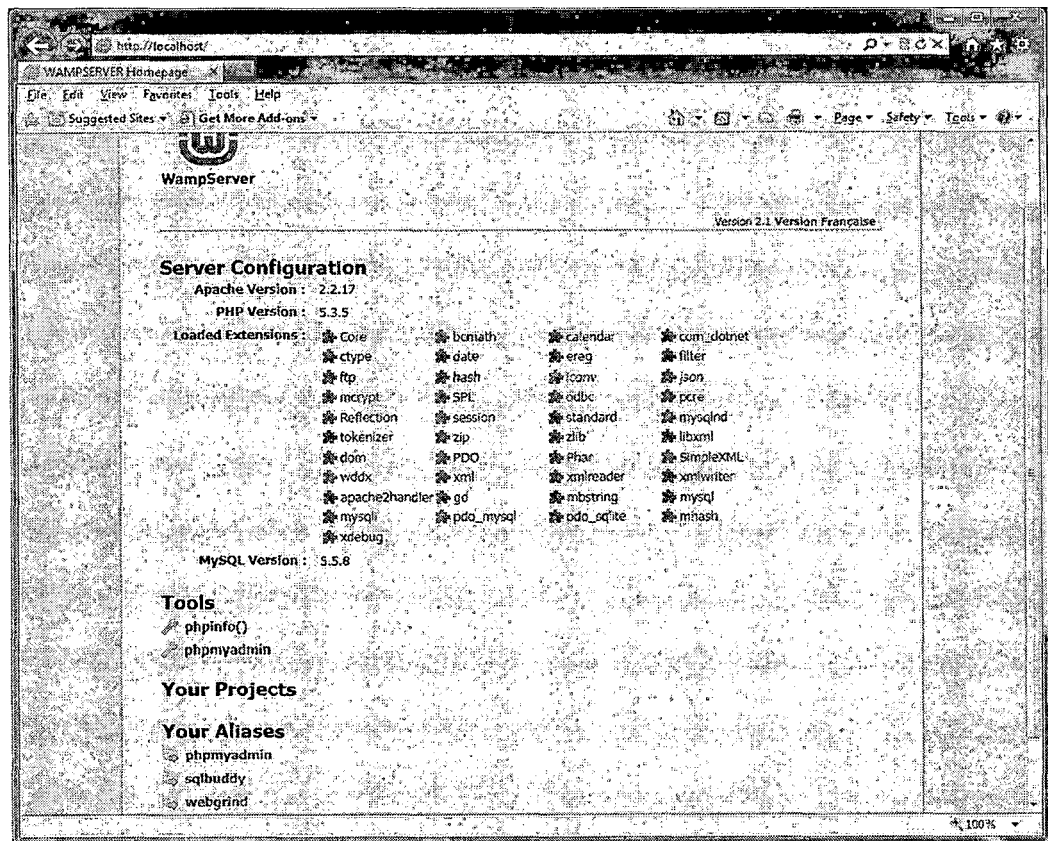 http://localhost/
WAMPSERVER Homepage
File Edit View Favorites Tools Help
Suggested Sites Get More Add-ons Page Safety Tools
WampServer
Version 2.1 Version Française
Server Configuration
Apache Version : 2.2.17
PHP Version : 5.3.5
Loaded Extensions : Core bcmath calendar com_dotnet
ctype date ereg filter
ftp hash iconv json
mcrypt SPL odbc pcre
Reflection session standard mysqlnd
tokenizer zip zlib libxml
dom PDO Phar SimpleXML
wddx xml xmlreader xmlwriter
apache2handler gd mbstring mysql
mysqli pdo_mysql pdo_sqlite mhash
xdebug
MySQL Version : 5.5.8
Tools
phpinfo()
phpmyadmin
Your Projects
Your Aliases
phpmyadmin
sqlbuddy
webgrind
100%